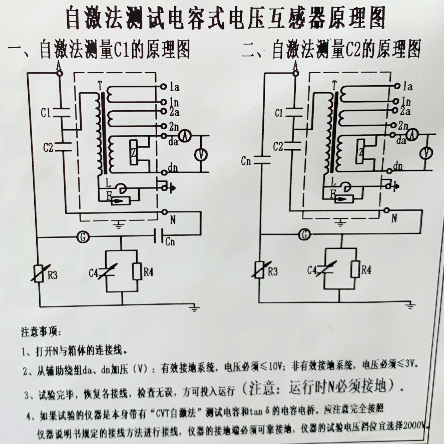 自激法测试电容式电压互感器原理图
一、自激法测量C1的原理图
二、自激法测量C2的原理图
A
T
1a
1n
2a
2n
da
A
C1
C2
Z
V
dn
L
E
N
G
Cn
R3
C4
R4
A
T
1a
1n
2a
2n
da
A
C1
Cn
C2
Z
V
dn
L
E
N
G
R3
C4
R4
注意事项:
1、打开N与箱体的连接线。
2、从辅助绕组da、dn加压(V);有效接地系统,电压必须≤10V;非有效接地系统,电压必须≤3V。
3、试验完毕,恢复各接线,检查无误,方可投入运行(注意:运行时N必须接地)。
4、如果试验的仪器是本身带有“CVT自激法”测试电容和tanδ的电容电桥。应注意完全按照
仪器说明书规定的接线方法进行接线,仪器的接地端必须可靠接地,仪器的试验电压档位宜选择2000V。